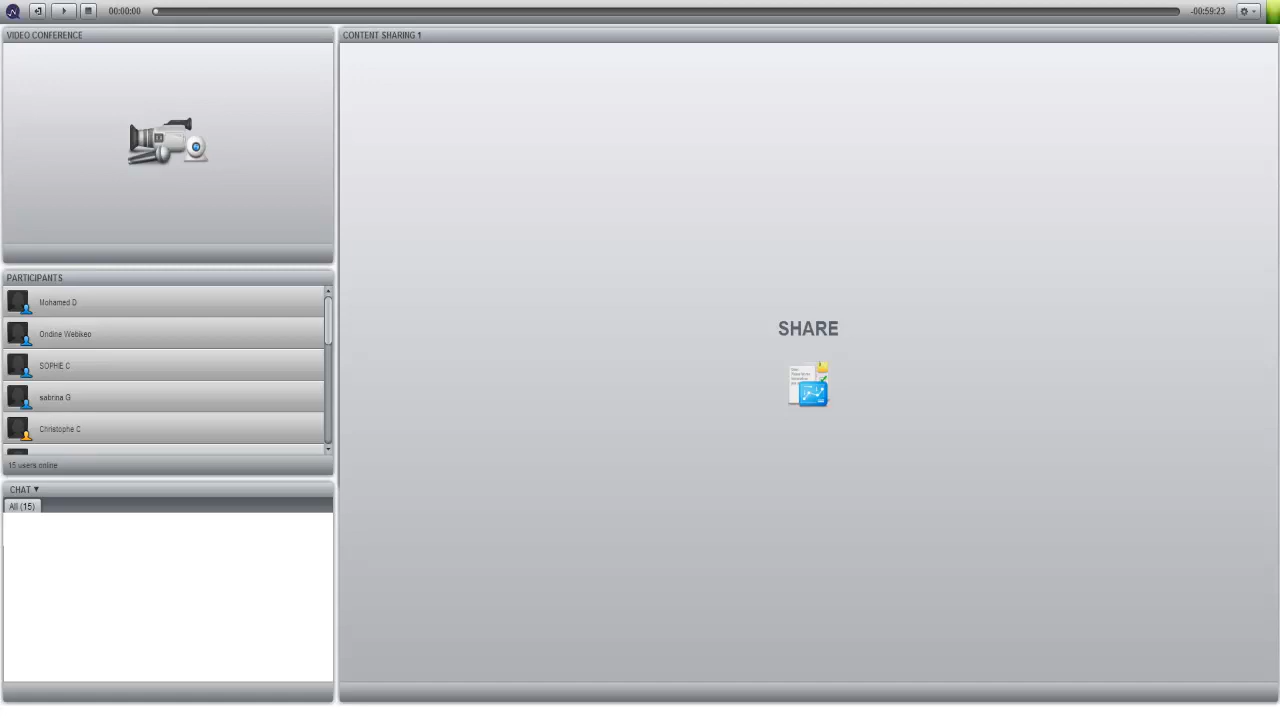 00:00:00
-00:59:23
VIDEO CONFERENCE
PARTICIPANTS
Mohamed D
Ondine Webikeo
SOPHIE C
sabrina G
Christophe C
15 users online
CHAT ▼
All (15)
CONTENT SHARING 1
SHARE